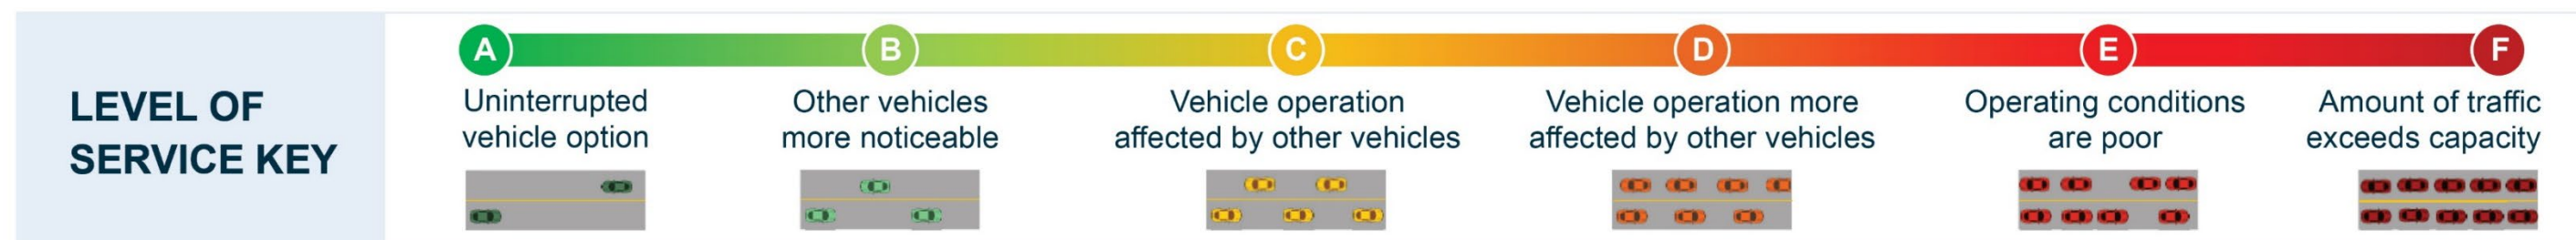 LEVEL OF
SERVICE KEY
A
Uninterrupted
vehicle option
B
Other vehicles
more noticeable
C
Vehicle operation
affected by other vehicles
D
Vehicle operation more
affected by other vehicles
E
Operating conditions
are poor
F
Amount of traffic
exceeds capacity